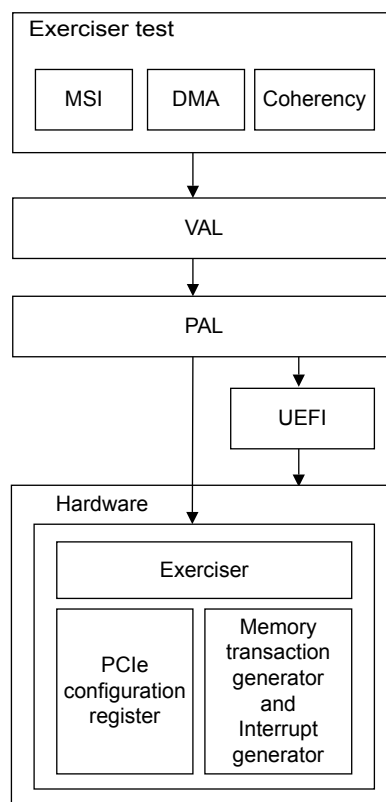 Exerciser test
MSI
DMA
Coherency
VAL
PAL
UEFI
Hardware
Exerciser
PCIe
configuration
register
Memory
transaction
generator
and
Interrupt
generator